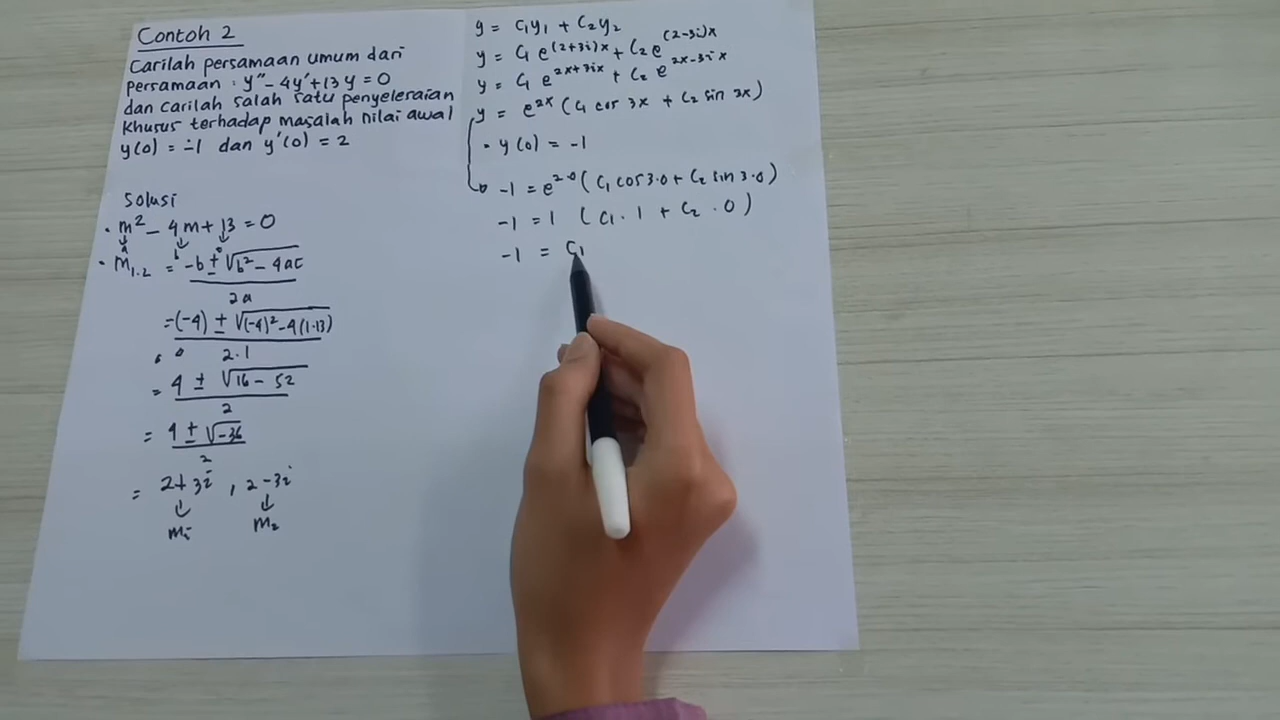 Contoh 2
Carilah persamaan umum dari
persamaan : y" - 4y' + 13y = 0
dan carilah salah satu penyelesaian
khusus terhadap masalah nilai awal
y(0) = -1 dan y'(0) = 2
Solusi
• m² - 4m + 13 = 0
a b c
• m1.2 = -b ± √b² - 4ac
2a
= (-4) ± √(-4)² - 4(1·13)
2.1
= 4 ± √16 - 52
2
= 4 ± √-36
2
= 2+3i , 2-3i
m1 m2
y = C1y1 + C2y2
y = C1 e^(2+3i)x + C2 e^(2-3i)x
y = C1 e^2x+3ix + C2 e^2x-3ix
y = e^2x (C1 cos 3x + C2 sin 3x)
• y(0) = -1
-1 = e^2·0 (C1 cos 3·0 + C2 sin 3·0)
-1 = 1 (C1 · 1 + C2 · 0)
-1 = C1